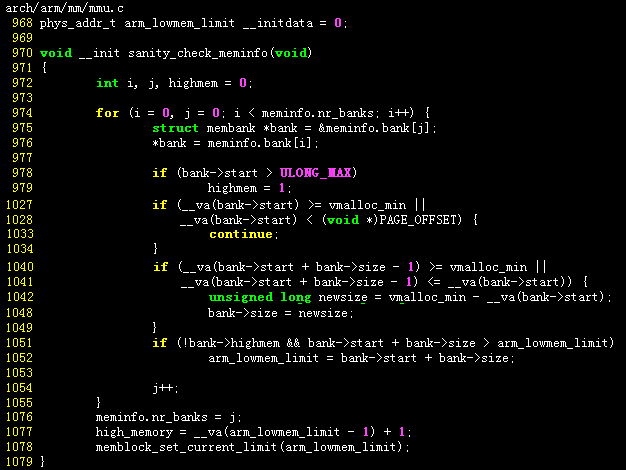 arch/arm/mm/mmu.c
968 phys_addr_t arm_lowmem_limit __initdata = 0;
969
970 void __init sanity_check_meminfo(void)
971 {
972         int i, j, highmem = 0;
973
974         for (i = 0, j = 0; i < meminfo.nr_banks; i++) {
975                 struct membank *bank = &meminfo.bank[j];
976                 *bank = meminfo.bank[i];
977
978                 if (bank->start > ULONG_MAX)
979                         highmem = 1;
1027                 if (__va(bank->start) >= vmalloc_min ||
1028                     __va(bank->start) < (void *)PAGE_OFFSET) {
1033                         continue;
1034                 }
1040                 if (__va(bank->start + bank->size - 1) >= vmalloc_min ||
1041                     __va(bank->start + bank->size - 1) <= __va(bank->start)) {
1042                         unsigned long newsize = vmalloc_min - __va(bank->start);
1048                         bank->size = newsize;
1049                 }
1051                 if (!bank->highmem && bank->start + bank->size > arm_lowmem_limit)
1052                         arm_lowmem_limit = bank->start + bank->size;
1053
1054                 j++;
1055         }
1076         meminfo.nr_banks = j;
1077         high_memory = __va(arm_lowmem_limit - 1) + 1;
1078         memblock_set_current_limit(arm_lowmem_limit);
1079 }